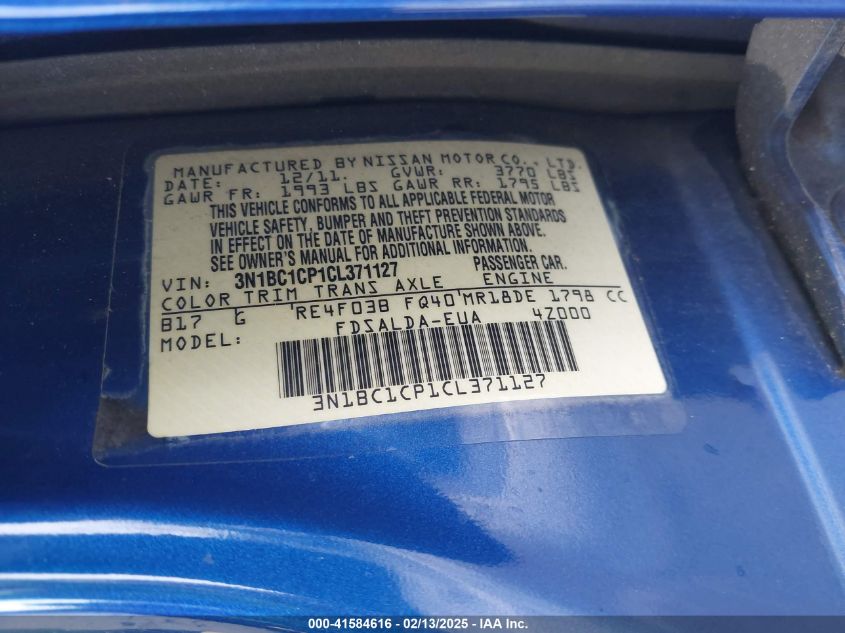 MANUFACTURED BY NISSAN MOTOR CO., LTD.
DATE: 12/11. GVWR: 3770 LBS
GAWR FR: 1993 LBS GAWR RR: 1795 LBS
THIS VEHICLE CONFORMS TO ALL APPLICABLE FEDERAL MOTOR
VEHICLE SAFETY, BUMPER AND THEFT PREVENTION STANDARDS
IN EFFECT ON THE DATE OF MANUFACTURE SHOWN ABOVE.
SEE OWNER'S MANUAL FOR ADDITIONAL INFORMATION.
VIN: 3N1BC1CP1CL371127 PASSENGER CAR.
COLOR TRIM TRANS AXLE ENGINE
B17 G RE4F03B FQ40 MR18DE 1798 CC
MODEL: FDSALDA-EUA 4Z000
3N1BC1CP1CL371127
000-41584616 - 02/13/2025 - IAA Inc.